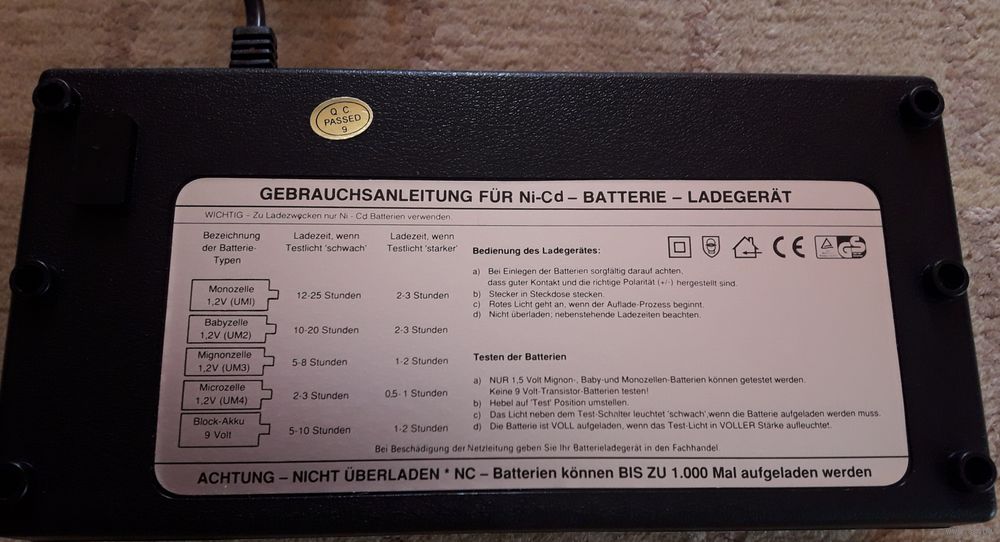 Q C
PASSED
9
GEBRAUCHSANLEITUNG FÜR Ni-Cd – BATTERIE – LADEGERÄT
WICHTIG - Zu Ladezwecken nur Ni - Cd Batterien verwenden.
Bezeichnung der Batterie-Typen
Ladezeit, wenn Testlicht 'schwach'
Ladezeit, wenn Testlicht 'starker'
Monozelle 1,2V (UMI) 12-25 Stunden 2-3 Stunden
Babyzelle 1,2V (UM2) 10-20 Stunden 2-3 Stunden
Mignonzelle 1,2V (UM3) 5-8 Stunden 1-2 Stunden
Microzelle 1,2V (UM4) 2-3 Stunden 0,5-1 Stunden
Block-Akku 9 Volt 5-10 Stunden 1-2 Stunden
Bedienung des Ladegerätes:
a) Bei Einlegen der Batterien sorgfältig darauf achten,
dass guter Kontakt und die richtige Polarität (+/-) hergestellt sind.
b) Stecker in Steckdose stecken.
c) Rotes Licht geht an, wenn der Auflade-Prozess beginnt.
d) Nicht überladen; nebenstehende Ladezeiten beachten.
CE
GS
Testen der Batterien
a) NUR 1,5 Volt Mignon-, Baby-und Monozellen-Batterien können getestet werden.
Keine 9 Volt-Transistor-Batterien testen!
b) Hebel auf 'Test' Position umstellen.
c) Das Licht neben dem Test-Schalter leuchtet 'schwach',wenn die Batterie aufgeladen werden muss.
d) Die Batterie ist VOLL aufgeladen, wenn das Test-Licht in VOLLER Stärke aufleuchtet.
Bei Beschädigung der Netzleitung geben Sie Ihr Batterieladegerät in den Fachhandel.
ACHTUNG – NICHT ÜBERLADEN * NC – Batterien können BIS ZU 1.000 Mal aufgeladen werden